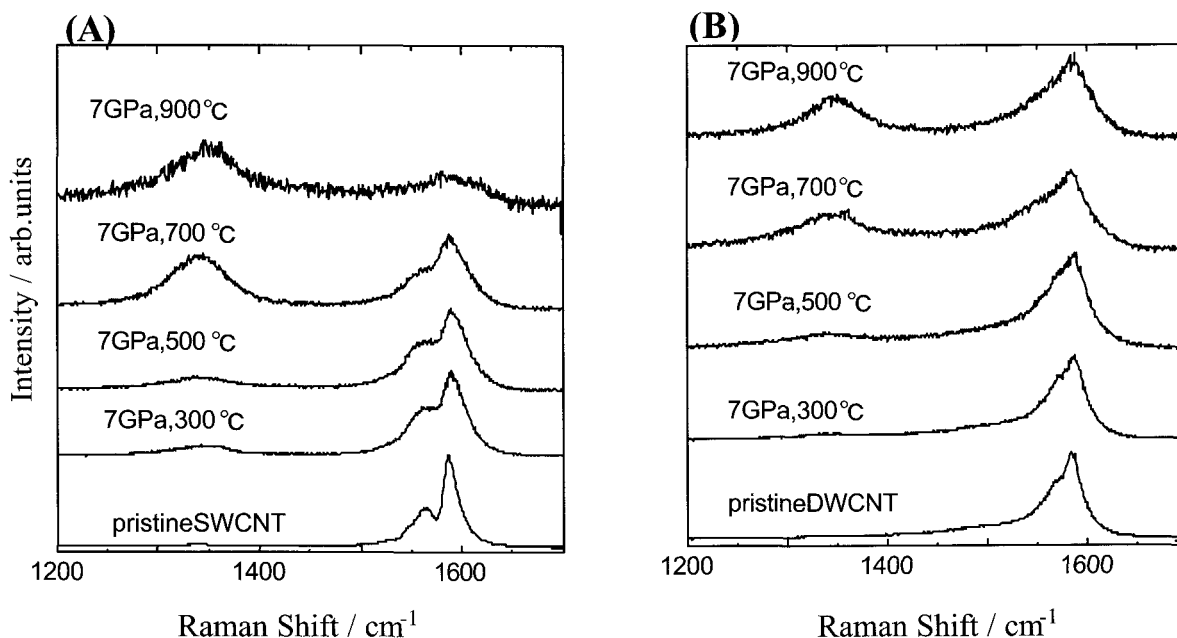 (A)
7GPa,900℃
7GPa,700℃
7GPa,500℃
7GPa,300℃
pristineSWCNT
Intensity / arb.units
1200 1400 1600
Raman Shift / cm-1
(B)
7GPa,900℃
7GPa,700℃
7GPa,500℃
7GPa,300℃
pristineDWCNT
1200 1400 1600
Raman Shift / cm-1